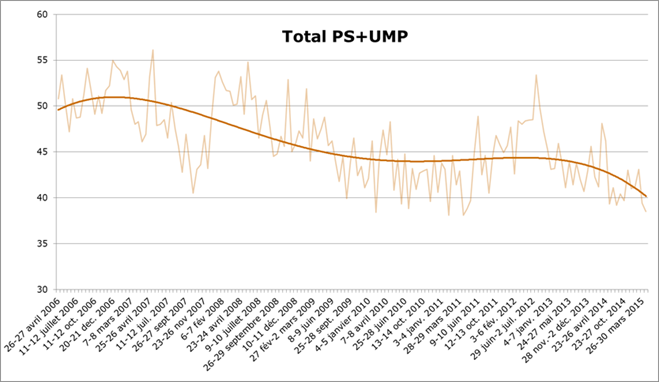 Total PS+UMP
60
55
50
45
40
35
30
26-27 avril 2006
11-12 juillet 2006
11-12 oct. 2006
20-21 déc. 2006
7-8 mars 2007
25-26 avril 2007
11-12 juil. 2007
26-27 sept 2007
23-26 nov 2007
6-7 fév 2008
23-24 avril 2008
9-10 juillet 2008
26-29 septembre 2008
10-11 déc. 2008
27 fév-2 mars 2009
8-9 juin 2009
25-28 sept. 2009
4-5 janvier 2010
7-8 avril 2010
25-28 juin 2010
13-14 oct. 2010
3-4 janv. 2011
28-29 mars 2011
9-10 juin 2011
12-13 oct. 2011
3-6 fév. 2012
29 juin-2 juil. 2012
4-7 janv. 2013
24-27 mai 2013
28 nov.-2 déc. 2013
23-26 avril 2014
23-27 oct. 2014
26-30 mars 2015